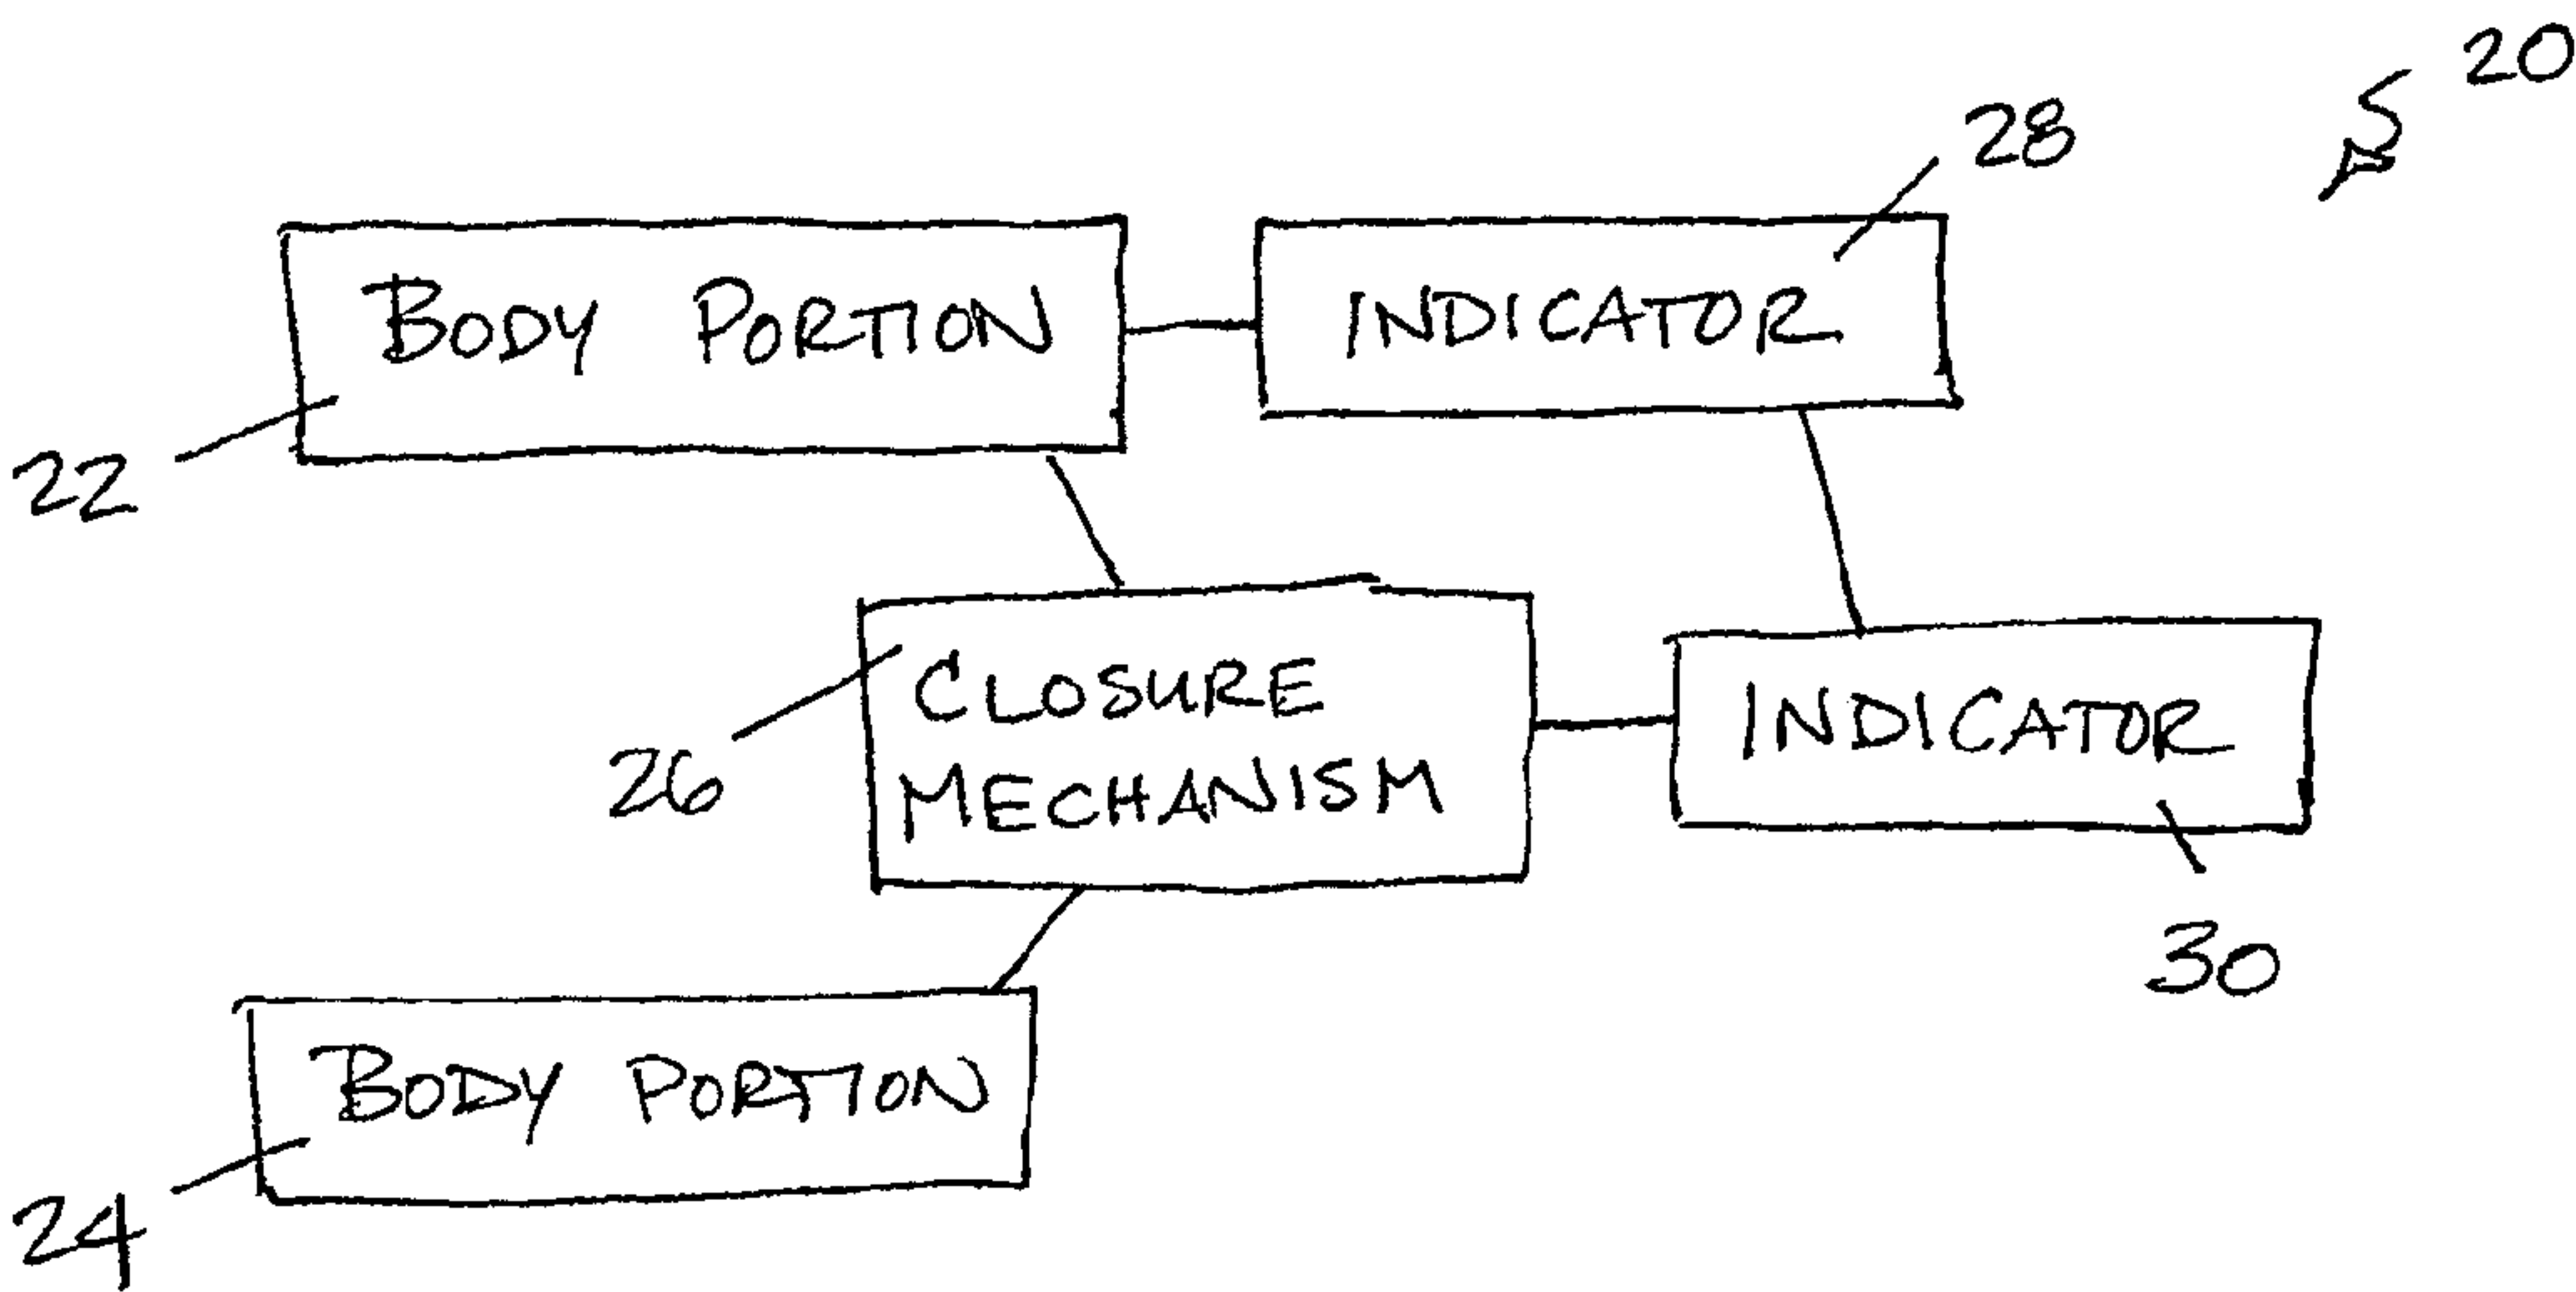 20
28
BODY PORTION
INDICATOR
22
CLOSURE
MECHANISM
INDICATOR
26
30
BODY PORTION
24